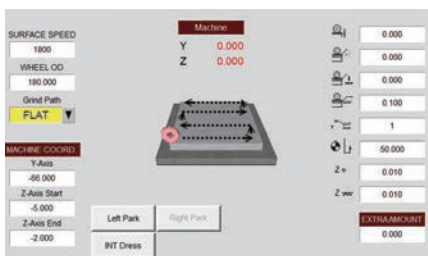 SURFACE SPEED
1800
WHEEL OD
180.000
Grind Path
FLAT
MACHINE COORD.
Y-Axis
-66.000
Z-Axis Start
-5.000
Z-Axis End
-2.000
Machine
Y 0.000
Z 0.000
Left Park
Right Park
INT Dress
0.000
0.000
0.000
0.100
1
50.000
Z
0.010
Z
0.010
EXTRA AMOUNT
0.000